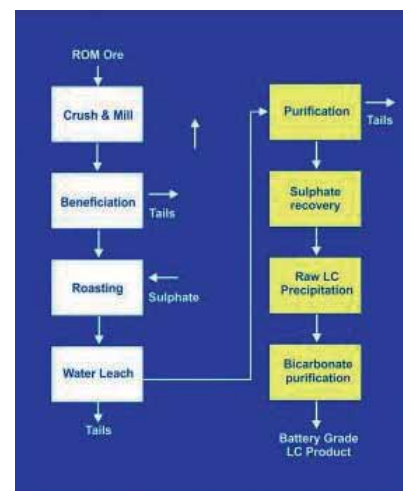 ROM Ore
Crush & Mill
Beneficiation
Tails
Roasting
Sulphate
Water Leach
Tails
Purification
Tails
Sulphate
recovery
Raw LC
Precipitation
Bicarbonate
purification
Battery Grade
LC Product